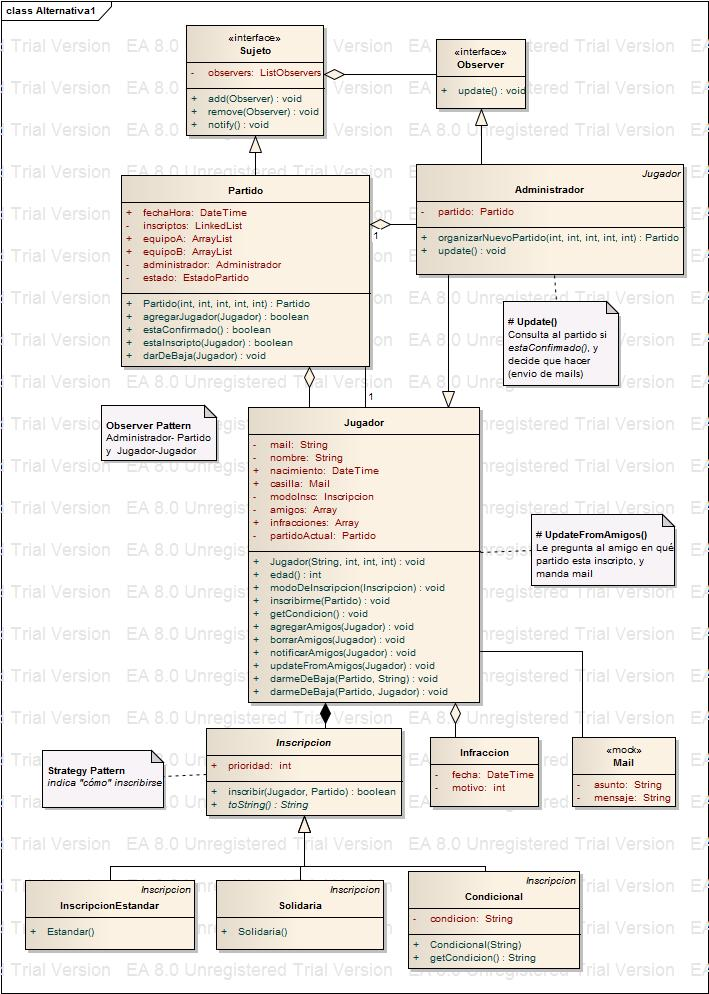 class Alternativa1
«interface»
Sujeto
- observers: ListObservers
+ add(Observer) : void
+ remove(Observer) : void
+ notify() : void
«interface»
Observer
+ update() : void
Partido
+ fechaHora: DateTime
- inscriptos: LinkedList
+ equipoA: ArrayList
+ equipoB: ArrayList
- administrador: Administrador
- estado: EstadoPartido
+ Partido(int, int, int, int, int) : Partido
+ agregarJugador(Jugador) : boolean
+ estaConfirmado() : boolean
+ estaInscripto(Jugador) : boolean
+ darDeBaja(Jugador) : void
1
Jugador
Administrador
- partido: Partido
+ organizarNuevoPartido(int, int, int, int, int) : Partido
+ update() : void
# Update()
Consulta al partido si
estaConfirmado(), y
decide que hacer
(envio de mails)
1
Observer Pattern
Administrador- Partido
y Jugador-Jugador
Jugador
- mail: String
- nombre: String
+ nacimiento: DateTime
+ casilla: Mail
- modoInsc: Inscripcion
- amigos: Array
+ infracciones: Array
- partidoActual: Partido
+ Jugador(String, int, int, int) : void
+ edad() : int
+ modoDeInscripcion(Inscripcion) : void
+ inscribirme(Partido) : void
+ getCondicion() : void
+ agregarAmigos(Jugador) : void
+ borrarAmigos(Jugador) : void
+ notificarAmigos(Jugador) : void
+ updateFromAmigos(Jugador) : void
+ darmeDeBaja(Partido, String) : void
+ darmeDeBaja(Partido, Jugador) : void
# UpdateFromAmigos()
Le pregunta al amigo en qué
partido esta inscripto, y
manda mail
Strategy Pattern
indica "cómo" inscribirse
Inscripcion
+ prioridad: int
+ inscribir(Jugador, Partido) : boolean
+ toString() : String
Infraccion
- fecha: DateTime
- motivo: int
«mock»
Mail
- asunto: String
- mensaje: String
Inscripcion
InscripcionEstandar
+ Estandar()
Inscripcion
Solidaria
+ Solidaria()
Inscripcion
Condicional
- condicion: String
+ Condicional(String)
+ getCondicion() : String
EA 8.0 Unregistered Trial Version